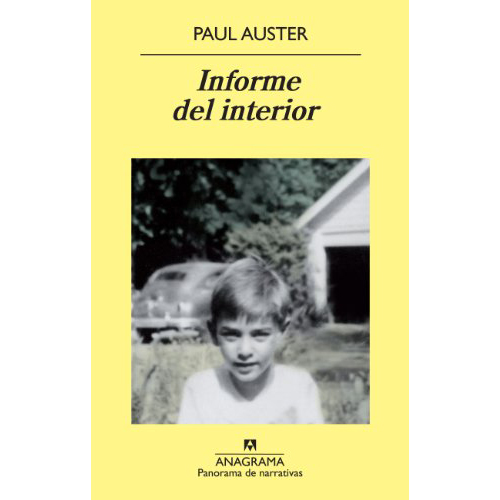 PAUL AUSTER
Informe
del interior
ANAGRAMA
Panorama de narrativas